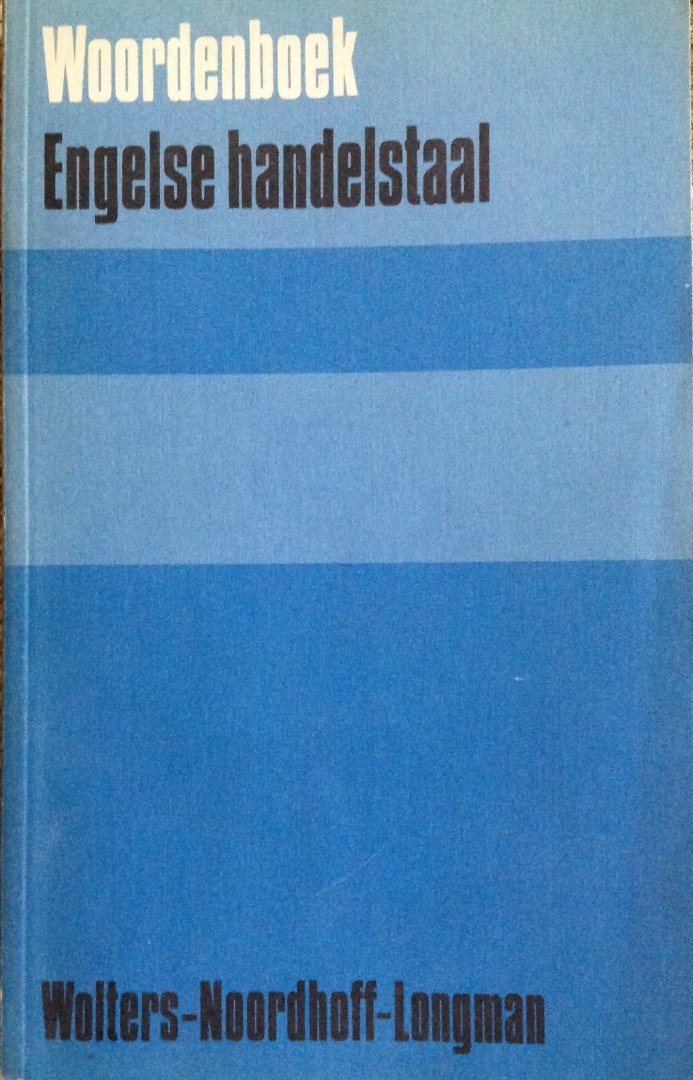 Woordenboek
Engelse handelstaal
Wolters-Noordhoff-Longman